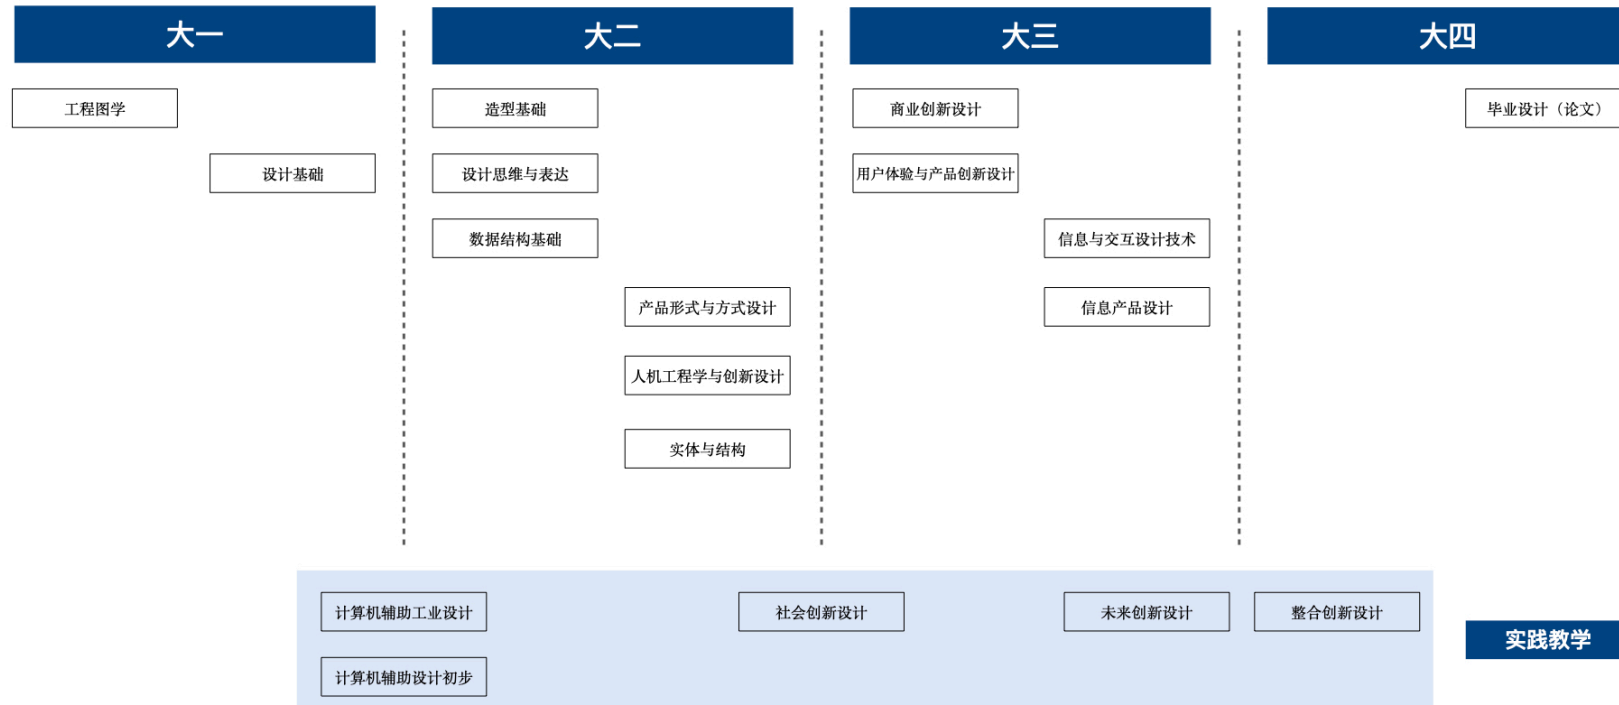 大一
大二
大三
大四
工程图学
造型基础
商业创新设计
毕业设计（论文）
设计基础
设计思维与表达
用户体验与产品创新设计
数据结构基础
信息与交互设计技术
产品形式与方式设计
信息产品设计
人机工程学与创新设计
实体与结构
计算机辅助工业设计
社会创新设计
未来创新设计
整合创新设计
实践教学
计算机辅助设计初步